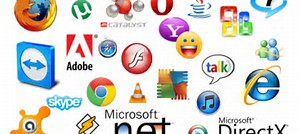 CATALYST
Adobe
talk
skype
Microsoft
.net
Microsoft®
DirectX